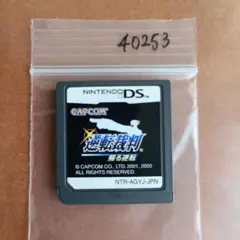 40253
NINTENDO DS
CAPCOM
逆転裁判
蘇る逆転
© CAPCOM CO., LTD. 2001, 2005
ALL RIGHTS RESERVED.
NTR-AGYJ-JPN